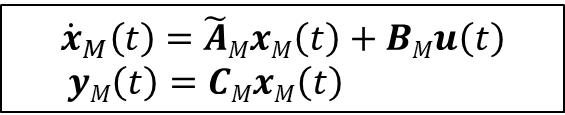 ẋ_M(t) = Ã_M x_M(t) + B_M u(t)
y_M(t) = C_M x_M(t)